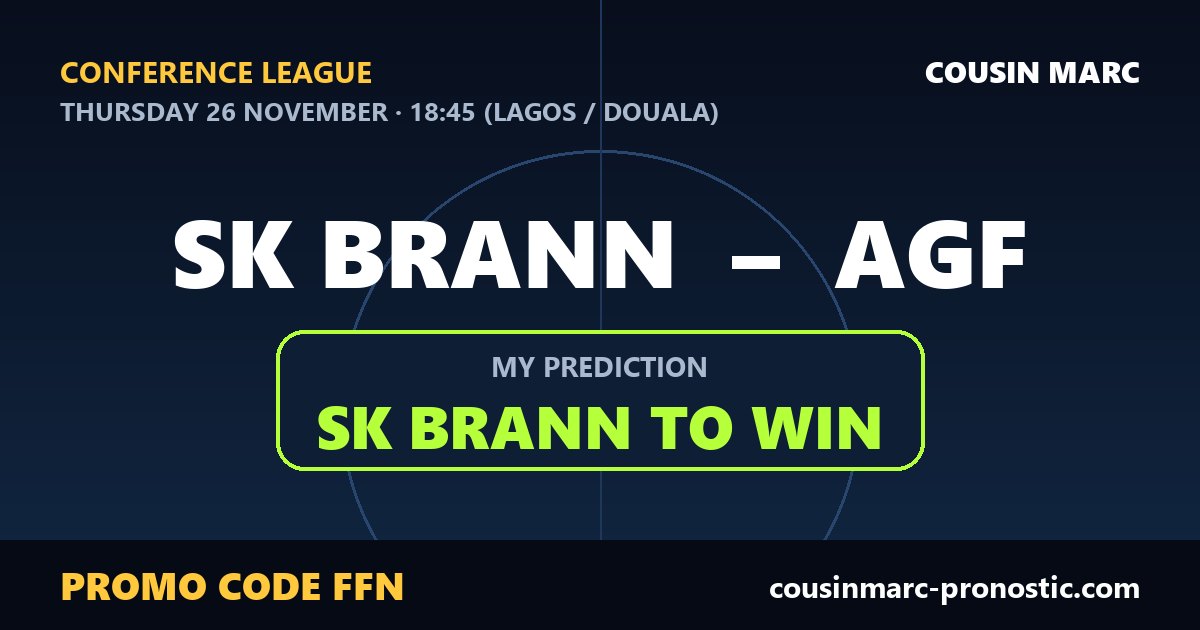 CONFERENCE LEAGUE
COUSIN MARC
THURSDAY 26 NOVEMBER · 18:45 (LAGOS / DOUALA)
SK BRANN – AGF
MY PREDICTION
SK BRANN TO WIN
PROMO CODE FFN
cousinmarc-pronostic.com